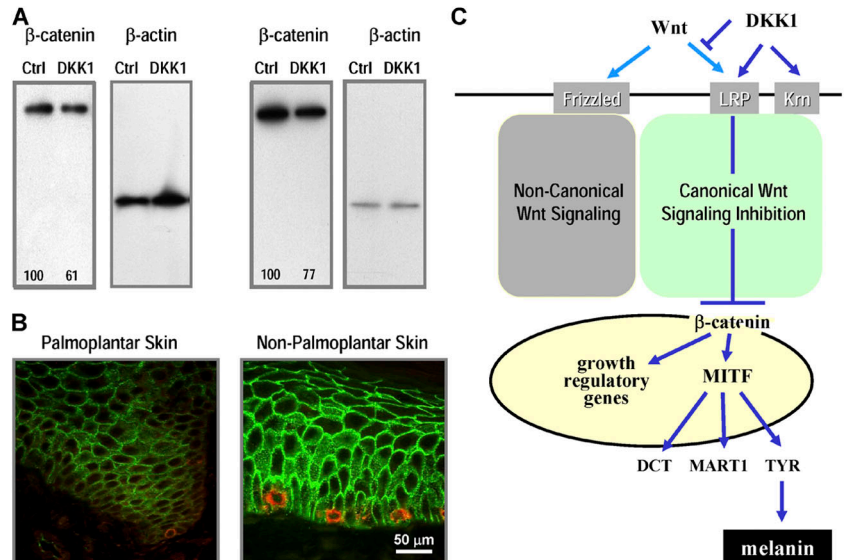 A
β-catenin β-actin
Ctrl DKK1 Ctrl DKK1
100 61
β-catenin β-actin
Ctrl DKK1 Ctrl DKK1
100 77
B
Palmoplantar Skin
Non-Palmoplantar Skin
50 μm
C
Wnt DKK1
Frizzled LRP Krn
Non-Canonical
Wnt Signaling
Canonical Wnt
Signaling Inhibition
β-catenin
growth
regulatory
genes
MITF
DCT MART1 TYR
melanin